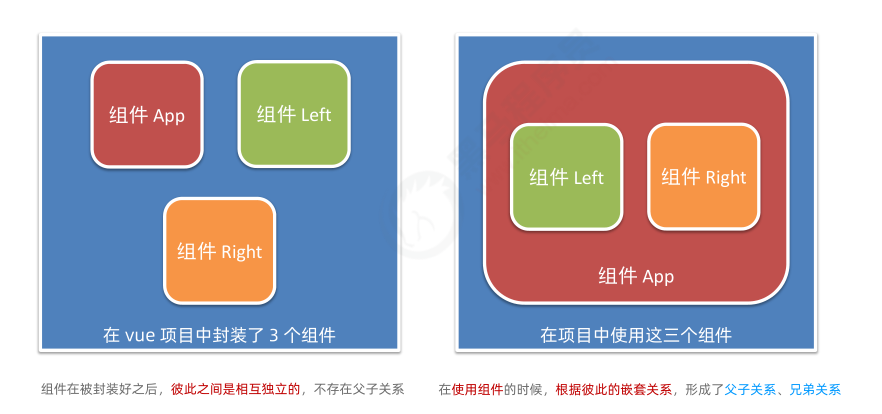 组件 App
组件 Left
组件 Right
在 vue 项目中封装了 3 个组件
组件 Left
组件 Right
组件 App
在项目中使用这三个组件
组件在被封装好之后，彼此之间是相互独立的，不存在父子关系
在使用组件的时候，根据彼此的嵌套关系，形成了父子关系、兄弟关系